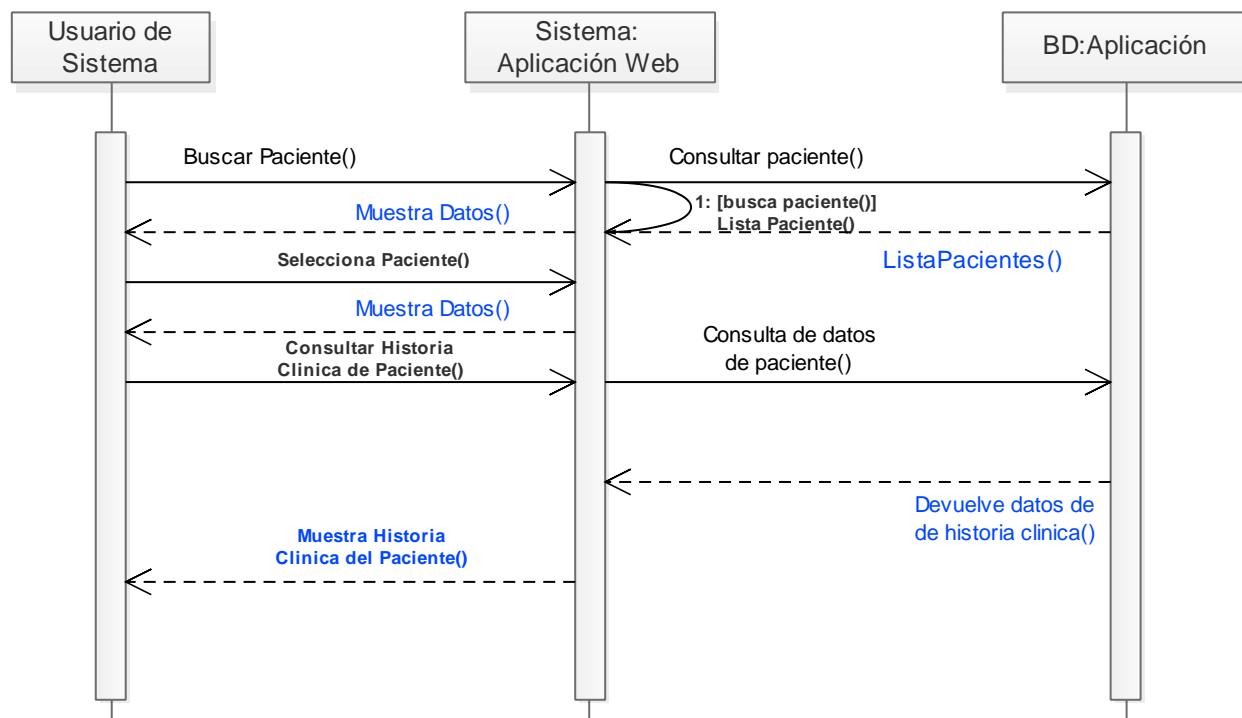 Usuario de
Sistema
Sistema:
Aplicación Web
BD:Aplicación
Buscar Paciente()
Consultar paciente()
1: [busca paciente()]
Lista Paciente()
Muestra Datos()
ListaPacientes()
Selecciona Paciente()
Muestra Datos()
Consultar Historia
Clinica de Paciente()
Consulta de datos
de paciente()
Devuelve datos de
de historia clinica()
Muestra Historia
Clinica del Paciente()